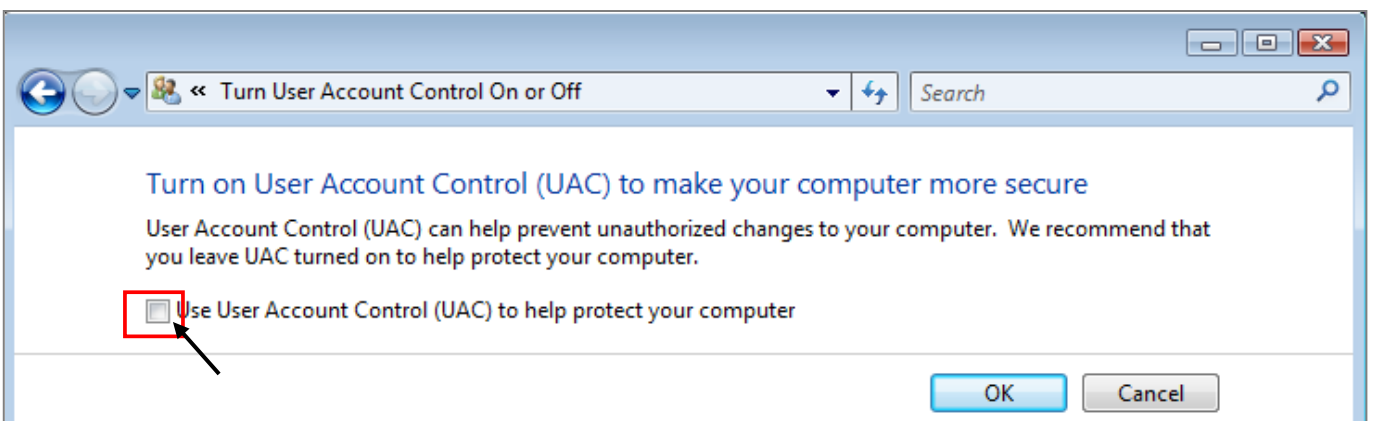 « Turn User Account Control On or Off
Search
Turn on User Account Control (UAC) to make your computer more secure
User Account Control (UAC) can help prevent unauthorized changes to your computer. We recommend that
you leave UAC turned on to help protect your computer.
Use User Account Control (UAC) to help protect your computer
OK
Cancel